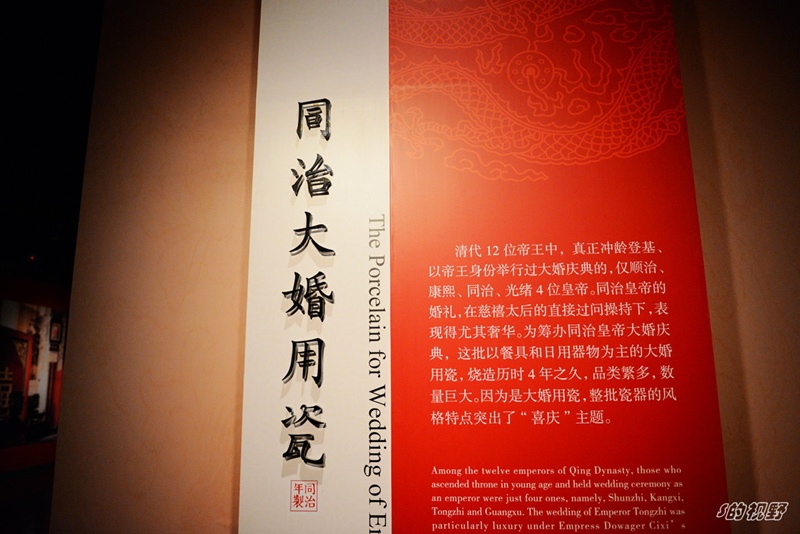 同治大婚用瓷
同治
年製
The Porcelain for Wedding of
清代 12 位帝王中，真正冲龄登基、
以帝王身份举行过大婚庆典的，仅顺治、
康熙、同治、光绪 4 位皇帝。同治皇帝的
婚礼，在慈禧太后的直接过问操持下，表
现得尤其奢华。为筹办同治皇帝大婚庆
典，这批以餐具和日用器物为主的大婚
用瓷，烧造历时 4 年之久，品类繁多，数
量巨大。因为是大婚用瓷，整批瓷器的风
格特点突出了“喜庆”主题。
Among the twelve emperors of Qing Dynasty, those who
ascended throne in young age and held wedding ceremony as
an emperor were just four ones, namely, Shunzhi, Kangxi,
Tongzhi and Guangxu. The wedding of Emperor Tongzhi was
particularly luxury under Empress Dowager Cixi’s
J的视野